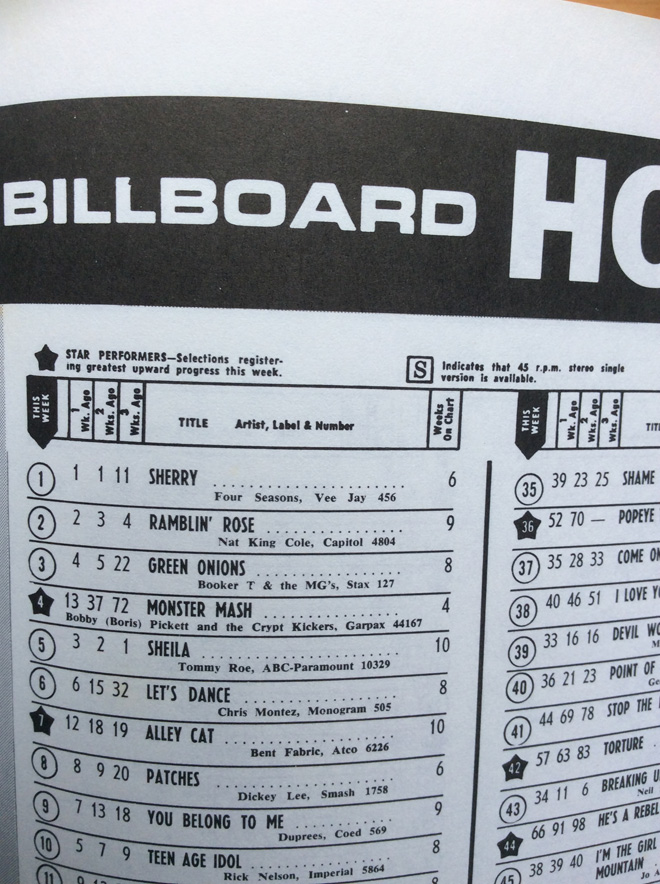 BILLBOARD HO
★ STAR PERFORMERS—Selections register-
ing greatest upward progress this week.
S Indicates that 45 r.p.m. stereo single
version is available.
THIS WEEK 1 Wk. Ago 2 Wks. Ago 3 Wks. Ago TITLE Artist, Label & Number Weeks On Chart
1 1 1 11 SHERRY 6
Four Seasons, Vee Jay 456
2 2 3 4 RAMBLIN' ROSE 9
Nat King Cole, Capitol 4804
3 4 5 22 GREEN ONIONS 8
Booker T & the MG's, Stax 127
4 13 37 72 MONSTER MASH 4
Bobby (Boris) Pickett and the Crypt Kickers, Garpax 44167
5 3 2 1 SHEILA 10
Tommy Roe, ABC-Paramount 10329
6 6 15 32 LET'S DANCE 8
Chris Montez, Monogram 505
7 12 18 19 ALLEY CAT 10
Bent Fabric, Atco 6226
8 8 9 20 PATCHES 6
Dickey Lee, Smash 1758
9 7 13 18 YOU BELONG TO ME 9
Duprees, Coed 569
10 5 7 9 TEEN AGE IDOL 8
Rick Nelson, Imperial 5864
11
THIS WEEK 1 Wk. Ago 2 Wks. Ago 3 Wks. Ago TIT
35 39 23 25 SHAME
36 52 70 — POPEYE
37 35 28 33 COME ON
38 40 46 51 I LOVE Y
39 33 16 16 DEVIL WO
M
40 36 21 23 POINT OF
Ge
41 44 69 78 STOP THE
42 57 63 83 TORTURE
43 34 11 6 BREAKING U
Neil
44 66 91 98 HE'S A REBEL
45 38 39 40 I'M THE GIRL
MOUNTAIN
Jo A